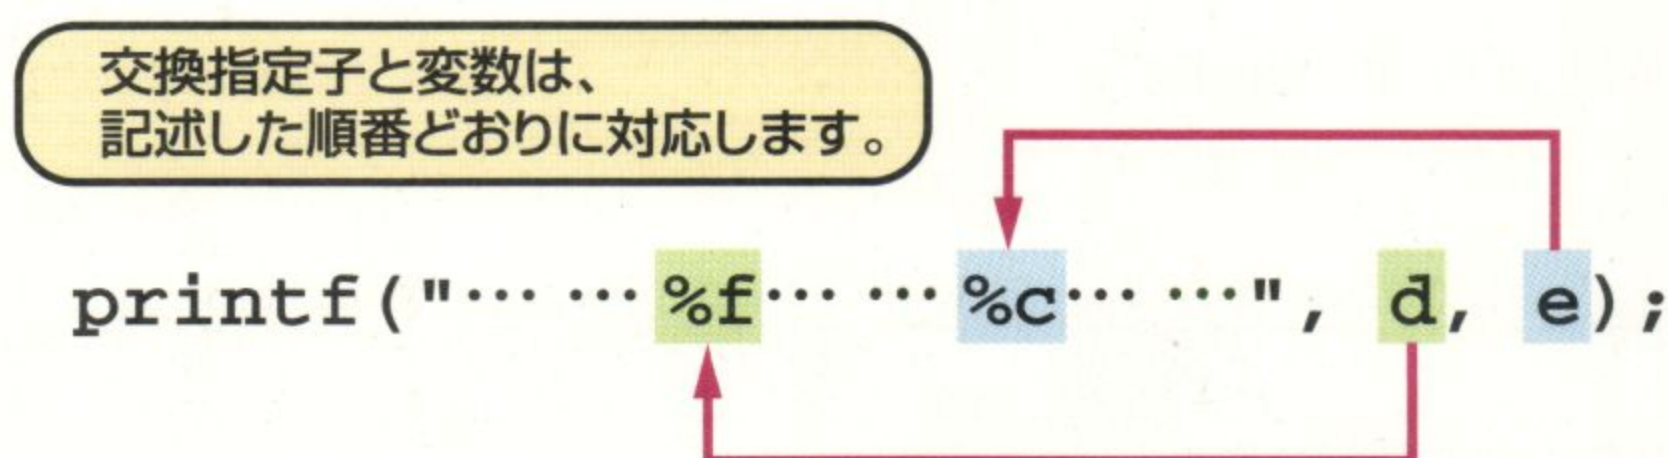 交換指定子と変数は、
記述した順番どおりに対応します。
printf("… … %f… … %c… …", d, e);